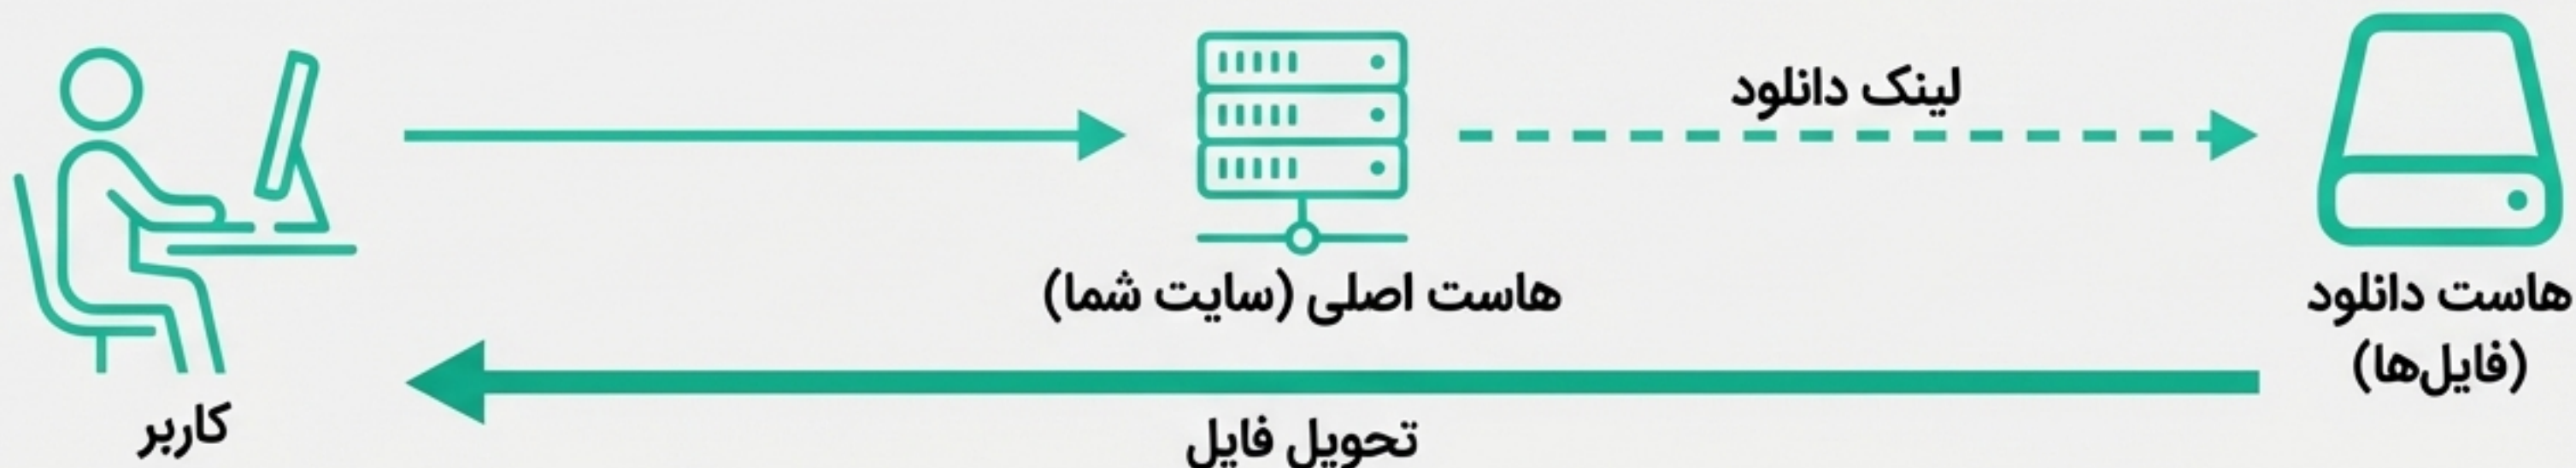 لینک دانلود
هاست اصلی (سایت شما)
هاست دانلود
(فایل‌ها)
کاربر
تحویل فایل